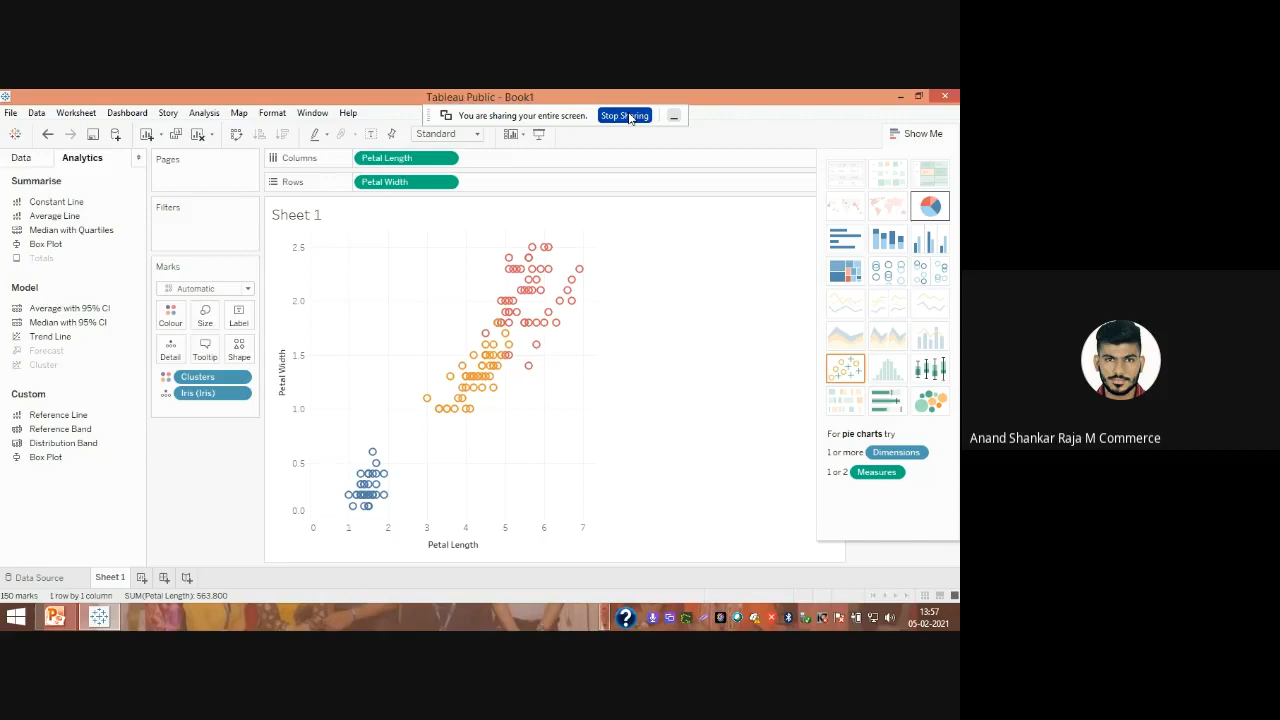 Tableau Public - Book1
File Data Worksheet Dashboard Story Analysis Map Format Window Help
You are sharing your entire screen. Stop Sharing
Standard
Show Me
Data Analytics
Summarise
Constant Line
Average Line
Median with Quartiles
Box Plot
Totals
Model
Average with 95% CI
Median with 95% CI
Trend Line
Forecast
Cluster
Custom
Reference Line
Reference Band
Distribution Band
Box Plot
Pages
Filters
Marks
Automatic
Colour Size Label
Detail Tooltip Shape
Clusters
Iris (Iris)
Columns Petal Length
Rows Petal Width
Sheet 1
2.5
2.0
1.5
1.0
0.5
0.0
Petal Width
0 1 2 3 4 5 6 7
Petal Length
For pie charts try
1 or more Dimensions
1 or 2 Measures
Data Source Sheet 1
150 marks 1 row by 1 column SUM(Petal Length): 563.800
13:57
05-02-2021
Anand Shankar Raja M Commerce